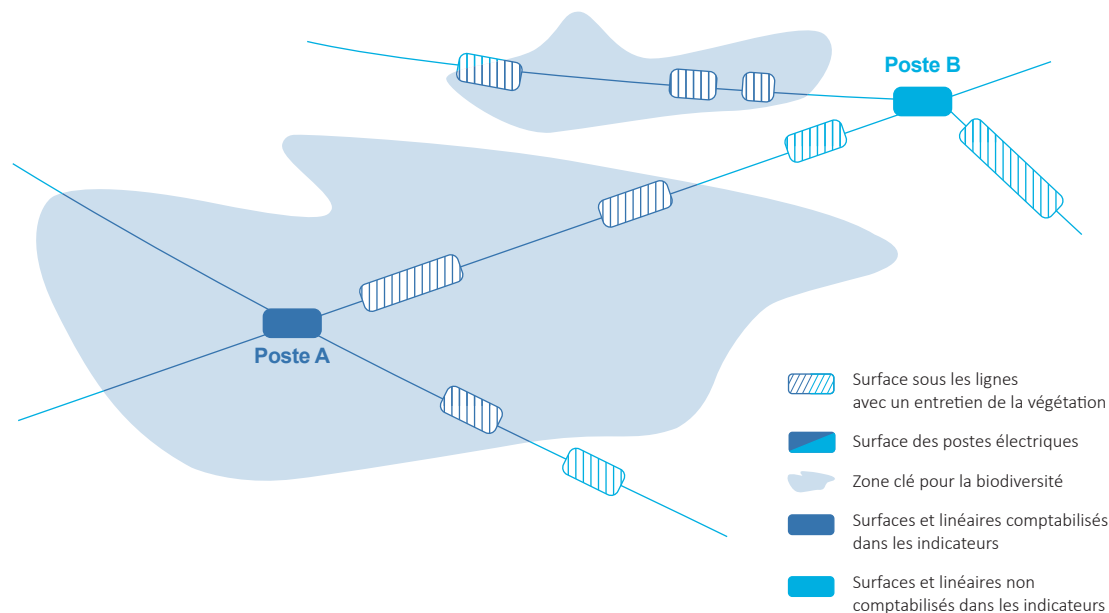 Poste B
Poste A
Surface sous les lignes
avec un entretien de la végétation
Surface des postes électriques
Zone clé pour la biodiversité
Surfaces et linéaires comptabilisés
dans les indicateurs
Surfaces et linéaires non
comptabilisés dans les indicateurs